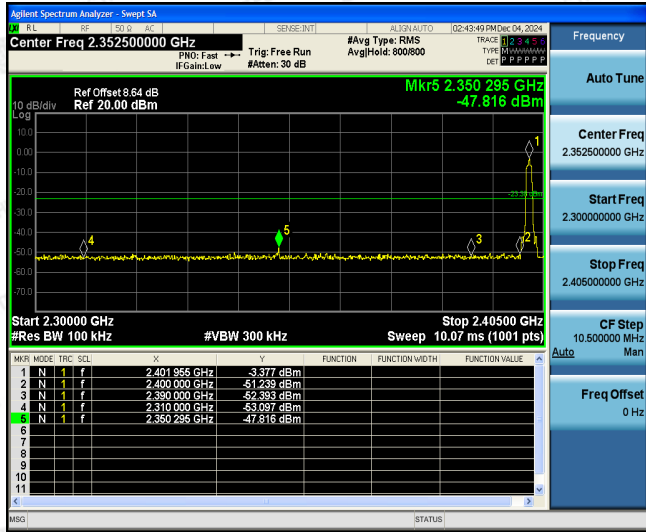 Agilent Spectrum Analyzer - Swept SA
RL RF 50 Ω AC SENSE:INT ALIGN AUTO 02:43:49 PM Dec 04, 2024
Center Freq 2.352500000 GHz #Avg Type: RMS TRACE 1 2 3 4 5 6
PNO: Fast Trig: Free Run Avg|Hold: 800/800 TYPE M
IFGain:Low #Atten: 30 dB DET P P P P P P
Mkr5 2.350 295 GHz
Ref Offset 8.64 dB
10 dB/div Ref 20.00 dBm -47.816 dBm
Log
10.0
0.00
-10.0
-20.0
-30.0
-40.0
-50.0
-60.0
-70.0
1
2
3
4
5
Start 2.30000 GHz Stop 2.40500 GHz
#Res BW 100 kHz #VBW 300 kHz Sweep 10.07 ms (1001 pts)
MKR MODE TRC SCL X Y FUNCTION FUNCTION WIDTH FUNCTION VALUE
1 N 1 f 2.401 955 GHz -3.377 dBm
2 N 1 f 2.400 000 GHz -51.239 dBm
3 N 1 f 2.390 000 GHz -52.393 dBm
4 N 1 f 2.310 000 GHz -53.097 dBm
5 N 1 f 2.350 295 GHz -47.816 dBm
6
7
8
9
10
11
MSG STATUS
Frequency
Auto Tune
Center Freq
2.352500000 GHz
Start Freq
2.300000000 GHz
Stop Freq
2.405000000 GHz
CF Step
10.500000 MHz
Auto Man
Freq Offset
0 Hz